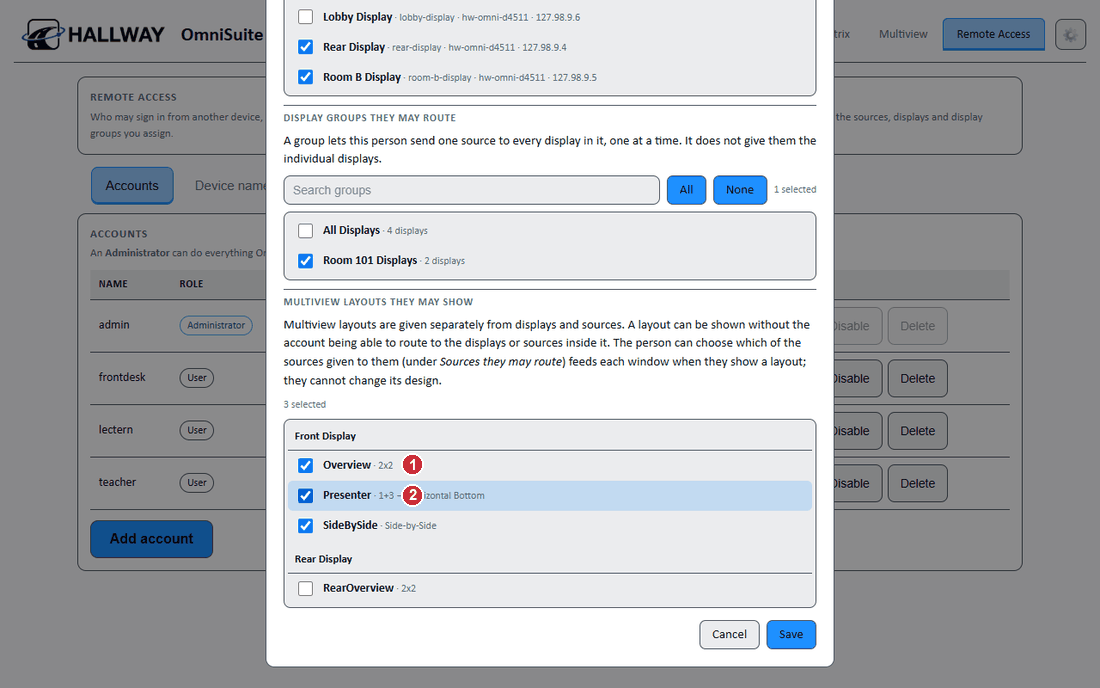 HALLWAY OmniSuite
trix Multiview Remote Access
REMOTE ACCESS
Who may sign in from another device,
the sources, displays and display
groups you assign.
Accounts Device name
ACCOUNTS
An Administrator can do everything
NAME ROLE
admin Administrator Disable Delete
frontdesk User Disable Delete
lectern User Disable Delete
teacher User Disable Delete
Add account
Lobby Display · lobby-display · hw-omni-d4511 · 127.98.9.6
Rear Display · rear-display · hw-omni-d4511 · 127.98.9.4
Room B Display · room-b-display · hw-omni-d4511 · 127.98.9.5
DISPLAY GROUPS THEY MAY ROUTE
A group lets this person send one source to every display in it, one at a time. It does not give them the
individual displays.
Search groups All None 1 selected
All Displays · 4 displays
Room 101 Displays · 2 displays
MULTIVIEW LAYOUTS THEY MAY SHOW
Multiview layouts are given separately from displays and sources. A layout can be shown without the
account being able to route to the displays or sources inside it. The person can choose which of the
sources given to them (under Sources they may route) feeds each window when they show a layout;
they cannot change its design.
3 selected
Front Display
Overview · 2x2 1
Presenter · 1+3 - 2 izontal Bottom
SideBySide · Side-by-Side
Rear Display
RearOverview · 2x2
Cancel Save